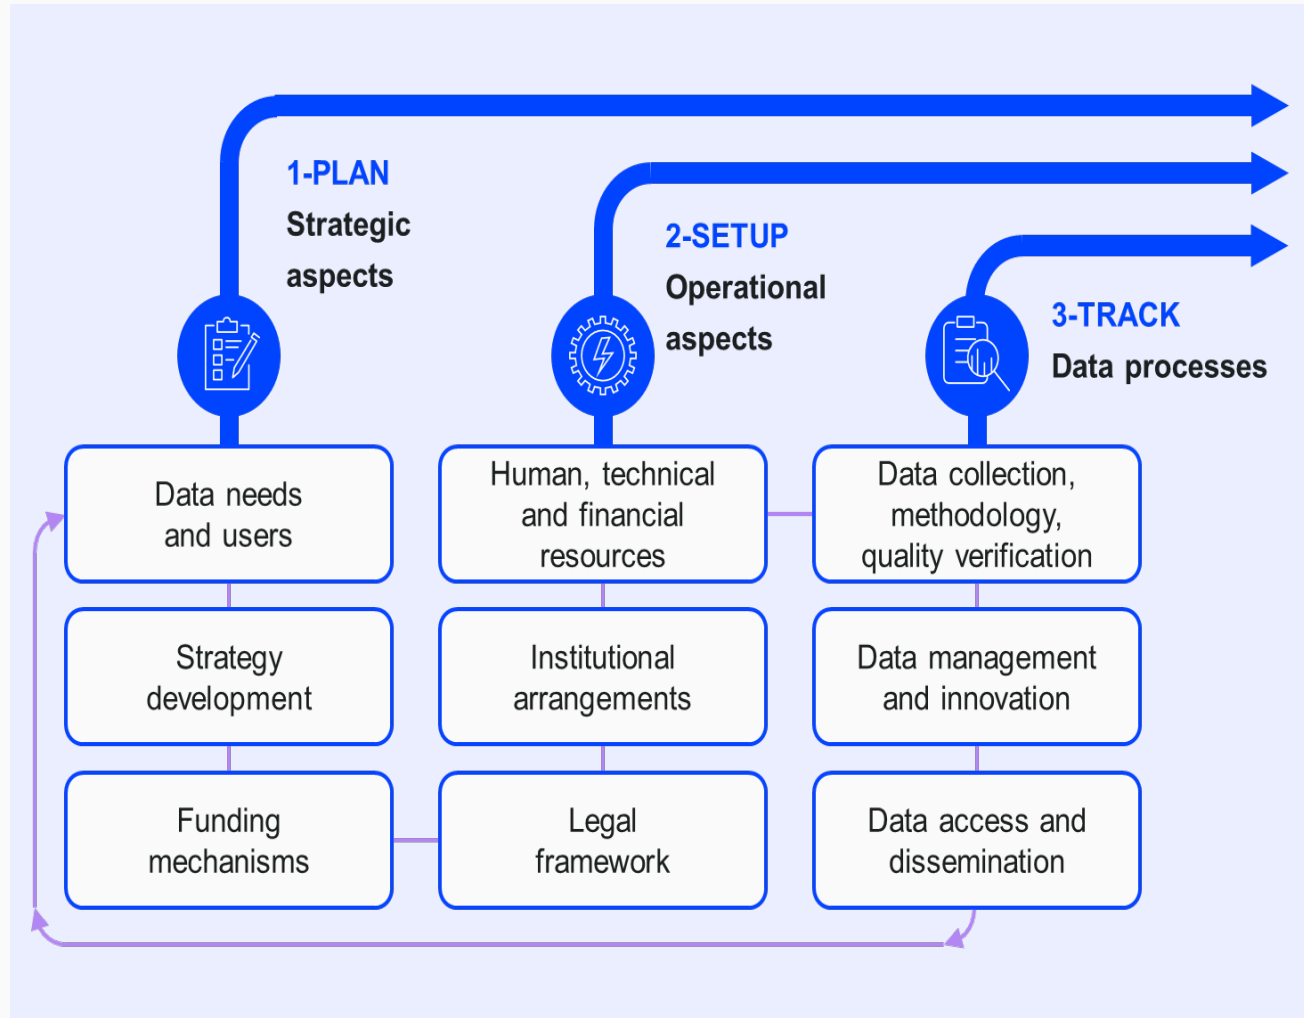 1-PLAN
Strategic
aspects
2-SETUP
Operational
aspects
3-TRACK
Data processes
Data needs
and users
Strategy
development
Funding
mechanisms
Human, technical
and financial
resources
Institutional
arrangements
Legal
framework
Data collection,
methodology,
quality verification
Data management
and innovation
Data access and
dissemination